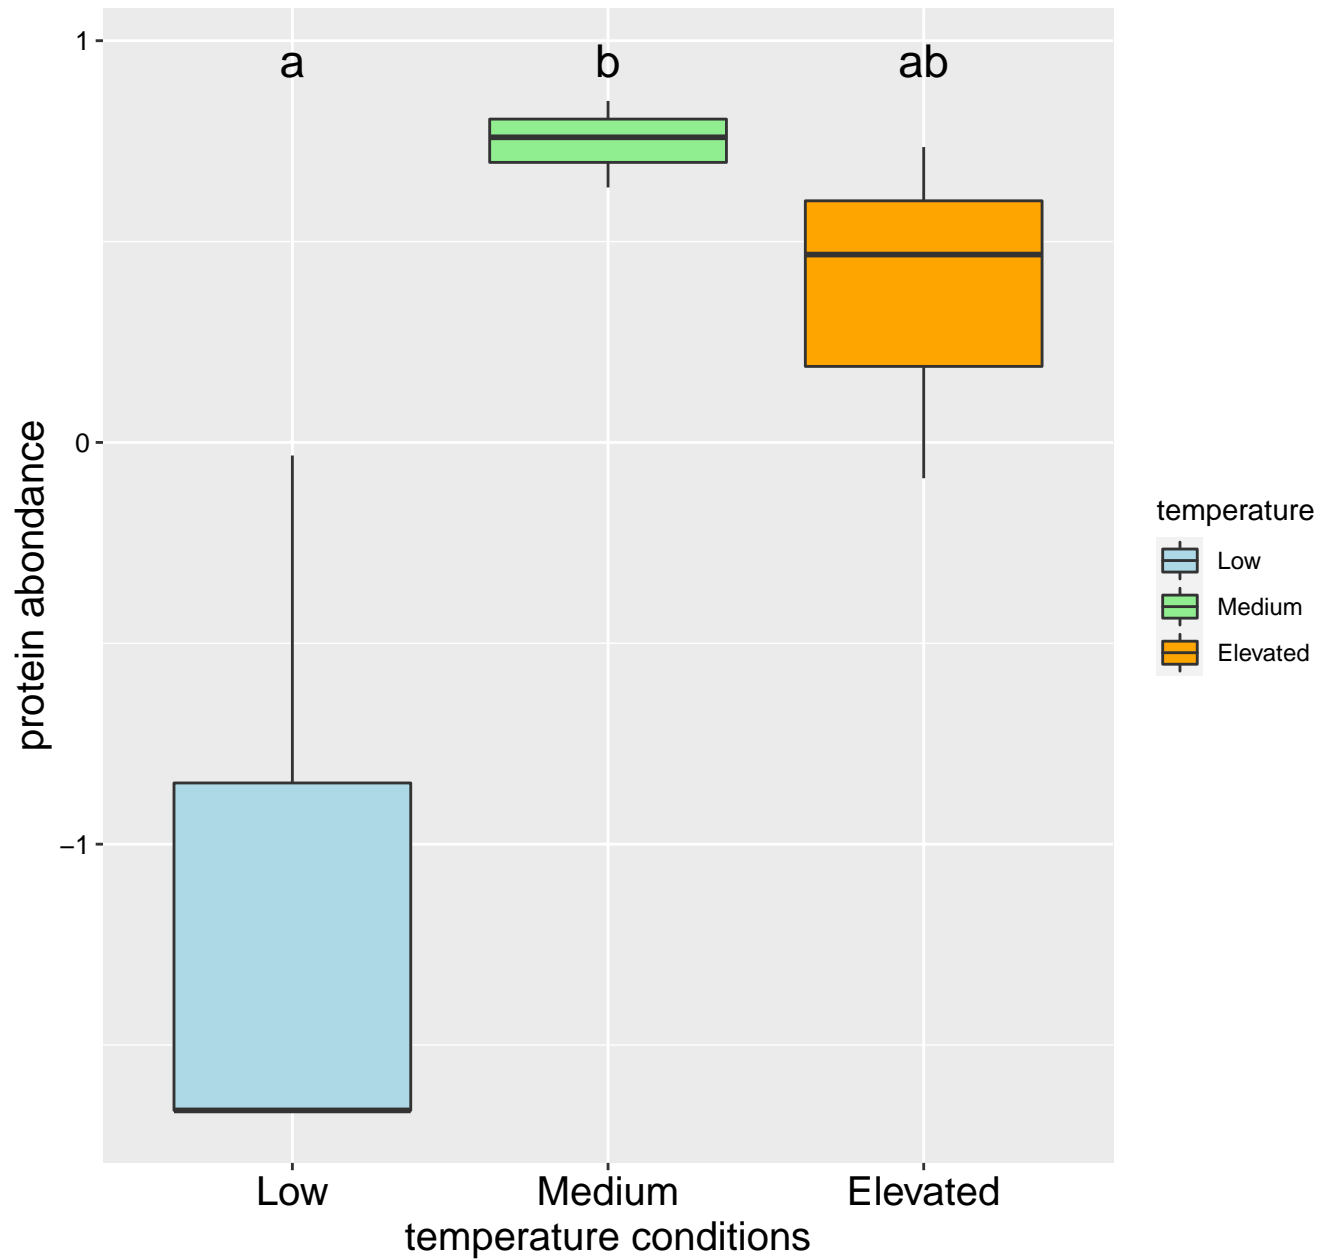 a b ab
1
0
−1
protein abondance
Low Medium Elevated
temperature conditions
temperature
Low
Medium
Elevated